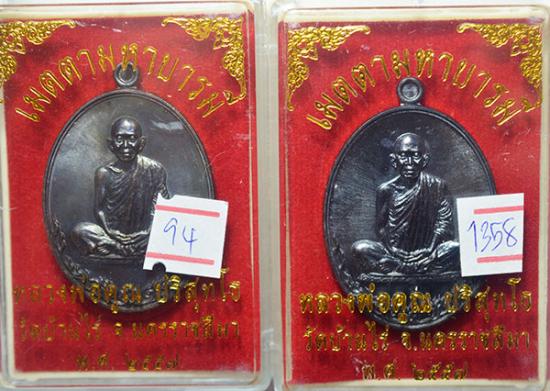 เมตตามหาบารมี
94
หลวงพ่อคูณ ปริสุทโธ
วัดบ้านไร่ จ.นครราชสีมา
พ.ศ. ๒๕๕๗
เมตตามหาบารมี
1358
หลวงพ่อคูณ ปริสุทโธ
วัดบ้านไร่ จ.นครราชสีมา
พ.ศ. ๒๕๕๗